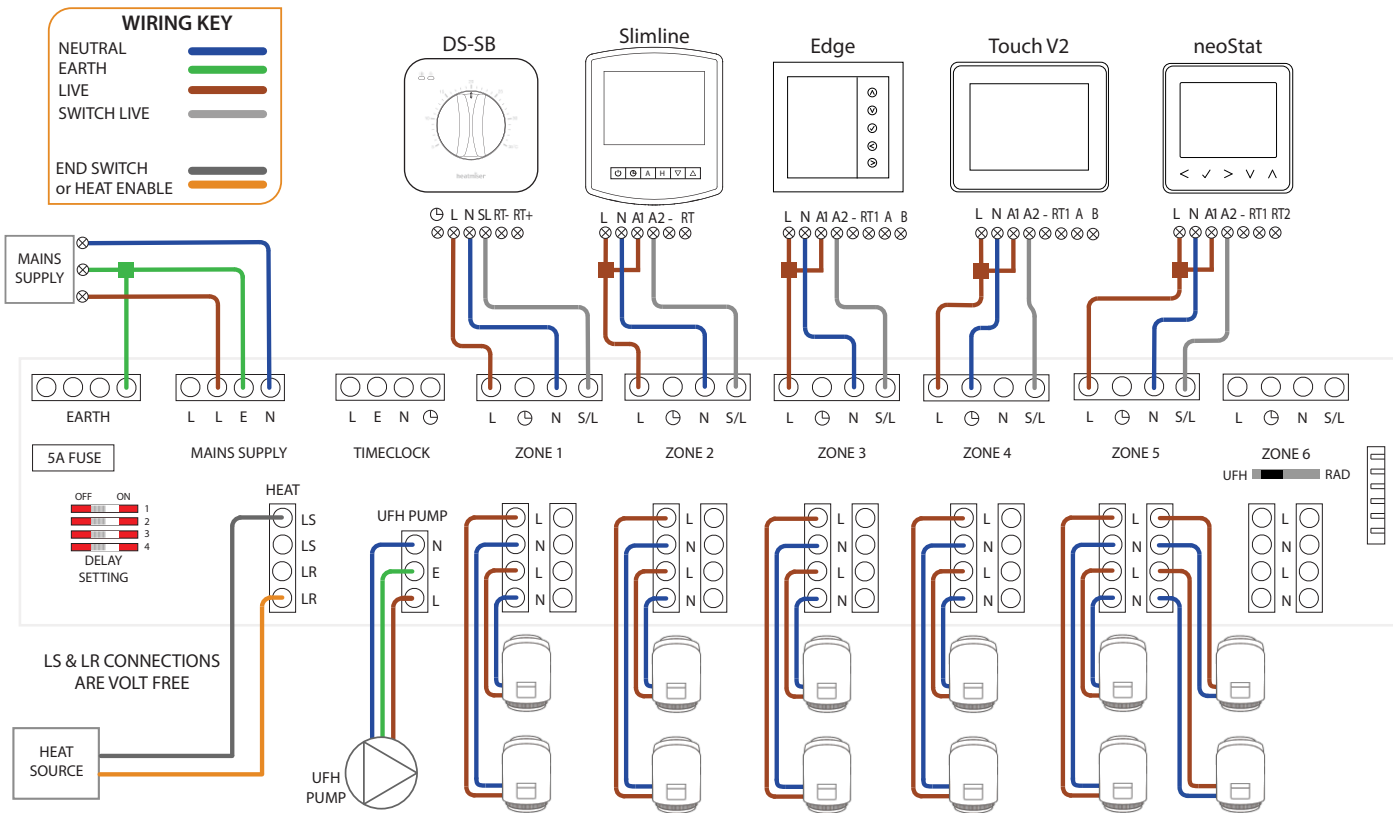 WIRING KEY
NEUTRAL
EARTH
LIVE
SWITCH LIVE
END SWITCH
or HEAT ENABLE
DS-SB
Slimline
Edge
Touch V2
neoStat
heatmiser
A H
L N SL RT- RT+
L N A1 A2 - RT
L N A1 A2 - RT1 A B
L N A1 A2 - RT1 A B
L N A1 A2 - RT1 RT2
MAINS
SUPPLY
EARTH
L L E N
L E N
L N S/L
L N S/L
L N S/L
L N S/L
L N S/L
L N S/L
5A FUSE
MAINS SUPPLY
TIMECLOCK
ZONE 1
ZONE 2
ZONE 3
ZONE 4
ZONE 5
ZONE 6
UFH RAD
OFF ON
1
2
3
4
DELAY
SETTING
HEAT
LS
LS
LR
LR
UFH PUMP
N
E
L
L
N
L
N
L
N
L
N
L
N
L
N
L
N
L
N
L
N
L
N
L
N
L
N
LS & LR CONNECTIONS
ARE VOLT FREE
HEAT
SOURCE
UFH
PUMP